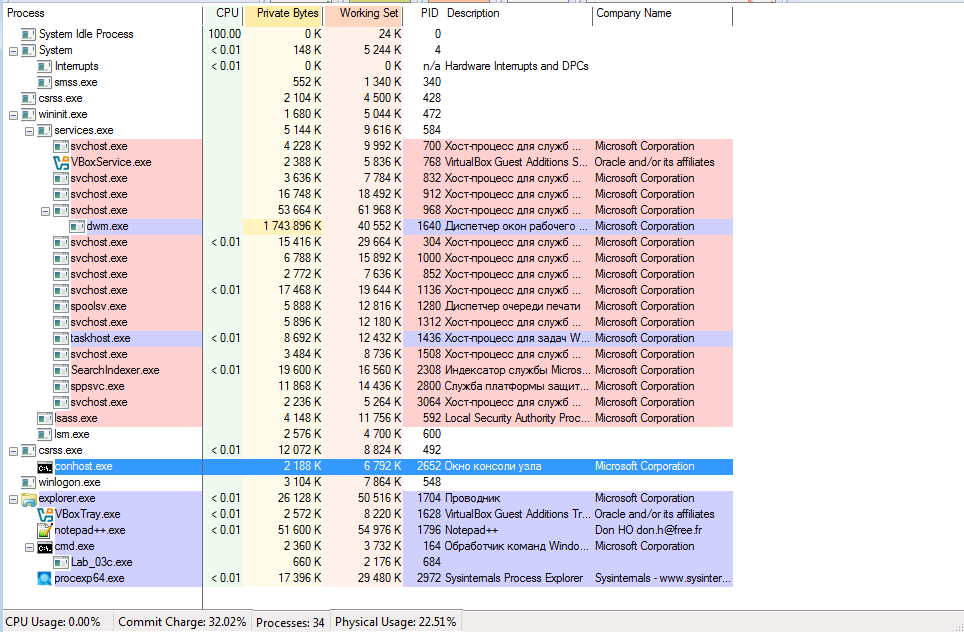 Process CPU Private Bytes Working Set PID Description Company Name
System Idle Process 100.00 0 K 24 K 0
System < 0.01 148 K 5 244 K 4
Interrupts < 0.01 0 K 0 K n/a Hardware Interrupts and DPCs
smss.exe 552 K 1 340 K 340
csrss.exe 2 104 K 4 500 K 428
wininit.exe 1 680 K 5 044 K 472
services.exe 5 144 K 9 616 K 584
svchost.exe 4 228 K 9 992 K 700 Хост-процесс для служб ... Microsoft Corporation
VBoxService.exe 2 388 K 5 836 K 768 VirtualBox Guest Additions S... Oracle and/or its affiliates
svchost.exe 3 636 K 7 784 K 832 Хост-процесс для служб ... Microsoft Corporation
svchost.exe 16 748 K 18 492 K 912 Хост-процесс для служб ... Microsoft Corporation
svchost.exe 53 664 K 61 968 K 968 Хост-процесс для служб ... Microsoft Corporation
dwm.exe 1 743 896 K 40 552 K 1640 Диспетчер окон рабочего ... Microsoft Corporation
svchost.exe < 0.01 15 416 K 29 664 K 304 Хост-процесс для служб ... Microsoft Corporation
svchost.exe 6 788 K 15 892 K 1000 Хост-процесс для служб ... Microsoft Corporation
svchost.exe 2 772 K 7 636 K 852 Хост-процесс для служб ... Microsoft Corporation
svchost.exe < 0.01 17 468 K 19 644 K 1136 Хост-процесс для служб ... Microsoft Corporation
spoolsv.exe 5 888 K 12 816 K 1280 Диспетчер очереди печати Microsoft Corporation
svchost.exe 5 896 K 12 180 K 1312 Хост-процесс для служб ... Microsoft Corporation
taskhost.exe < 0.01 8 692 K 12 432 K 1436 Хост-процесс для задач W... Microsoft Corporation
svchost.exe 3 484 K 8 736 K 1508 Хост-процесс для служб ... Microsoft Corporation
SearchIndexer.exe < 0.01 19 600 K 16 560 K 2308 Индексатор службы Micros... Microsoft Corporation
sppsvc.exe 11 868 K 14 436 K 2800 Служба платформы защит... Microsoft Corporation
svchost.exe 2 236 K 5 264 K 3064 Хост-процесс для служб ... Microsoft Corporation
lsass.exe 4 148 K 11 756 K 592 Local Security Authority Proc... Microsoft Corporation
lsm.exe 2 576 K 4 700 K 600
csrss.exe < 0.01 12 072 K 8 824 K 492
conhost.exe 2 188 K 6 792 K 2652 Окно консоли узла Microsoft Corporation
winlogon.exe 3 104 K 7 864 K 548
explorer.exe < 0.01 26 128 K 50 516 K 1704 Проводник Microsoft Corporation
VBoxTray.exe < 0.01 2 572 K 8 220 K 1628 VirtualBox Guest Additions Tr... Oracle and/or its affiliates
notepad++.exe < 0.01 51 600 K 54 976 K 1796 Notepad++ Don HO don.h@free.fr
cmd.exe 2 360 K 3 732 K 164 Обработчик команд Windo... Microsoft Corporation
Lab_03c.exe 660 K 2 176 K 684
procexp64.exe < 0.01 17 396 K 29 480 K 2972 Sysinternals Process Explorer Sysinternals - www.sysinter...
CPU Usage: 0.00% Commit Charge: 32.02% Processes: 34 Physical Usage: 22.51%